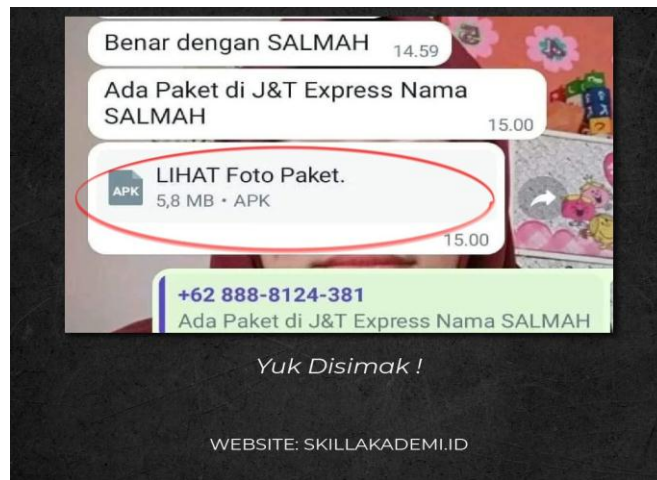 Benar dengan SALMAH 14.59
Ada Paket di J&T Express Nama
SALMAH
15.00
APK
LIHAT Foto Paket.
5,8 MB • APK
15.00
+62 888-8124-381
Ada Paket di J&T Express Nama SALMAH
Yuk Disimak !
WEBSITE: SKILLAKADEMI.ID